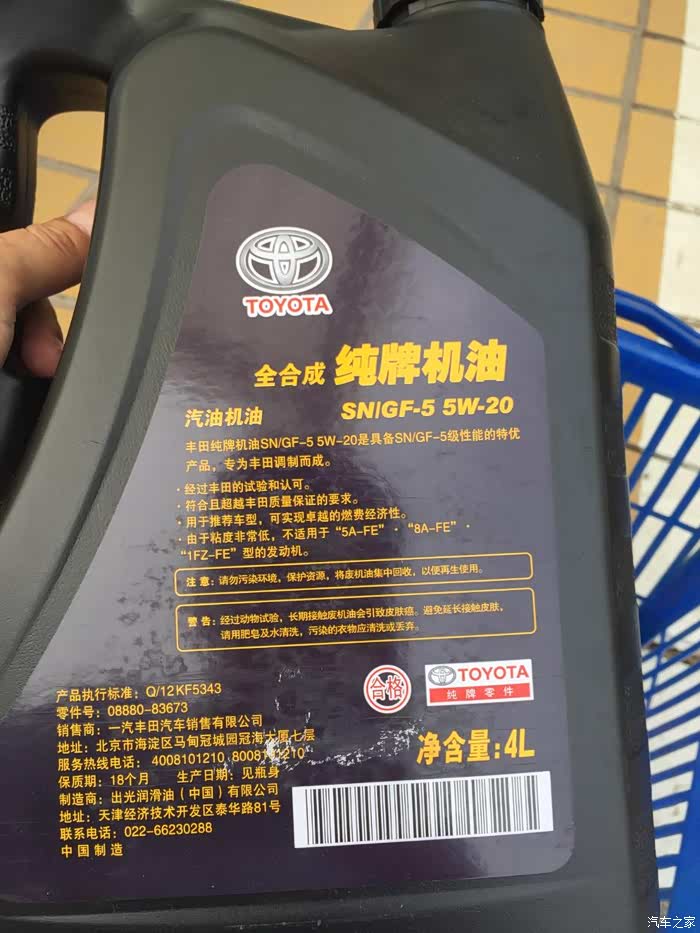 TOYOTA
全合成 纯牌机油
汽油机油 SN/GF-5 5W-20
丰田纯牌机油SN/GF-5 5W-20是具备SN/GF-5级性能的特优
产品，专为丰田调制而成。
·经过丰田的试验和认可。
·符合且超越丰田质量保证的要求。
·用于推荐车型，可实现卓越的燃费经济性。
·由于粘度非常低，不适用于“5A-FE”·“8A-FE”·
“1FZ-FE”型的发动机。
注意：请勿污染环境，保护资源，将废机油集中回收，以便再生使用。
警告：经过动物试验，长期接触废机油会引致皮肤癌。避免延长接触皮肤，
请用肥皂及水清洗，污染的衣物应清洗或丢弃。
合格
TOYOTA
纯牌零件
产品执行标准：Q/12KF5343
零件号：08880-83673
销售商：一汽丰田汽车销售有限公司
地址：北京市海淀区马甸冠城园冠海大厦七层
服务热线电话：4008101210 8008101210
保质期：18个月 生产日期：见瓶身
制造商：出光润滑油（中国）有限公司
地址：天津经济技术开发区泰华路81号
联系电话：022-66230288
中国制造
净含量:4L
汽车之家